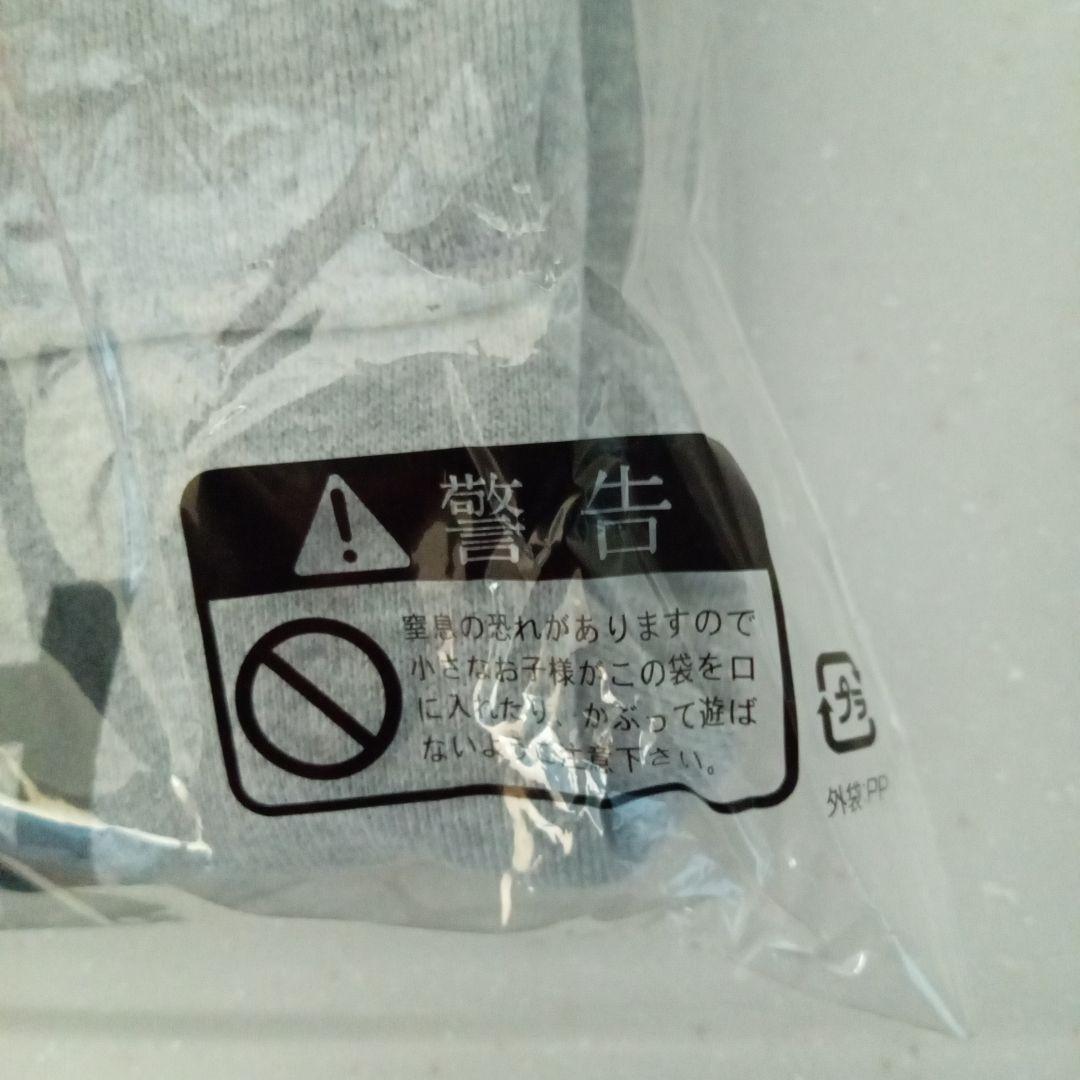 警告
窒息の恐れがありますので
小さなお子様がこの袋を口
に入れたり、かぶって遊ば
ないように注意下さい。
プラ
外袋:PP